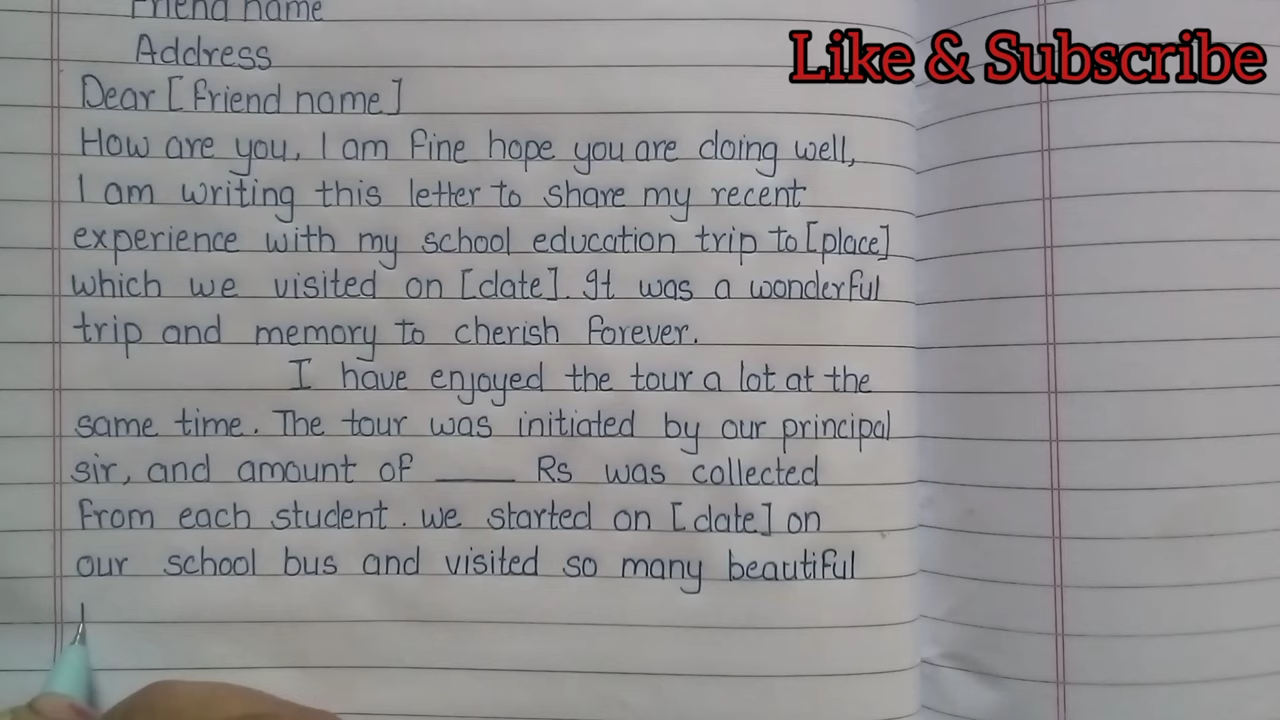 Friend name
Like & Subscribe
Address
Dear [friend name]
How are you, I am fine hope you are doing well,
I am writing this letter to share my recent
experience with my school education trip to [place]
which we visited on [date]. It was a wonderful
trip and memory to cherish forever.
I have enjoyed the tour a lot at the
same time. The tour was initiated by our principal
sir, and amount of ____ Rs was collected
from each student. we started on [date] on
our school bus and visited so many beautiful